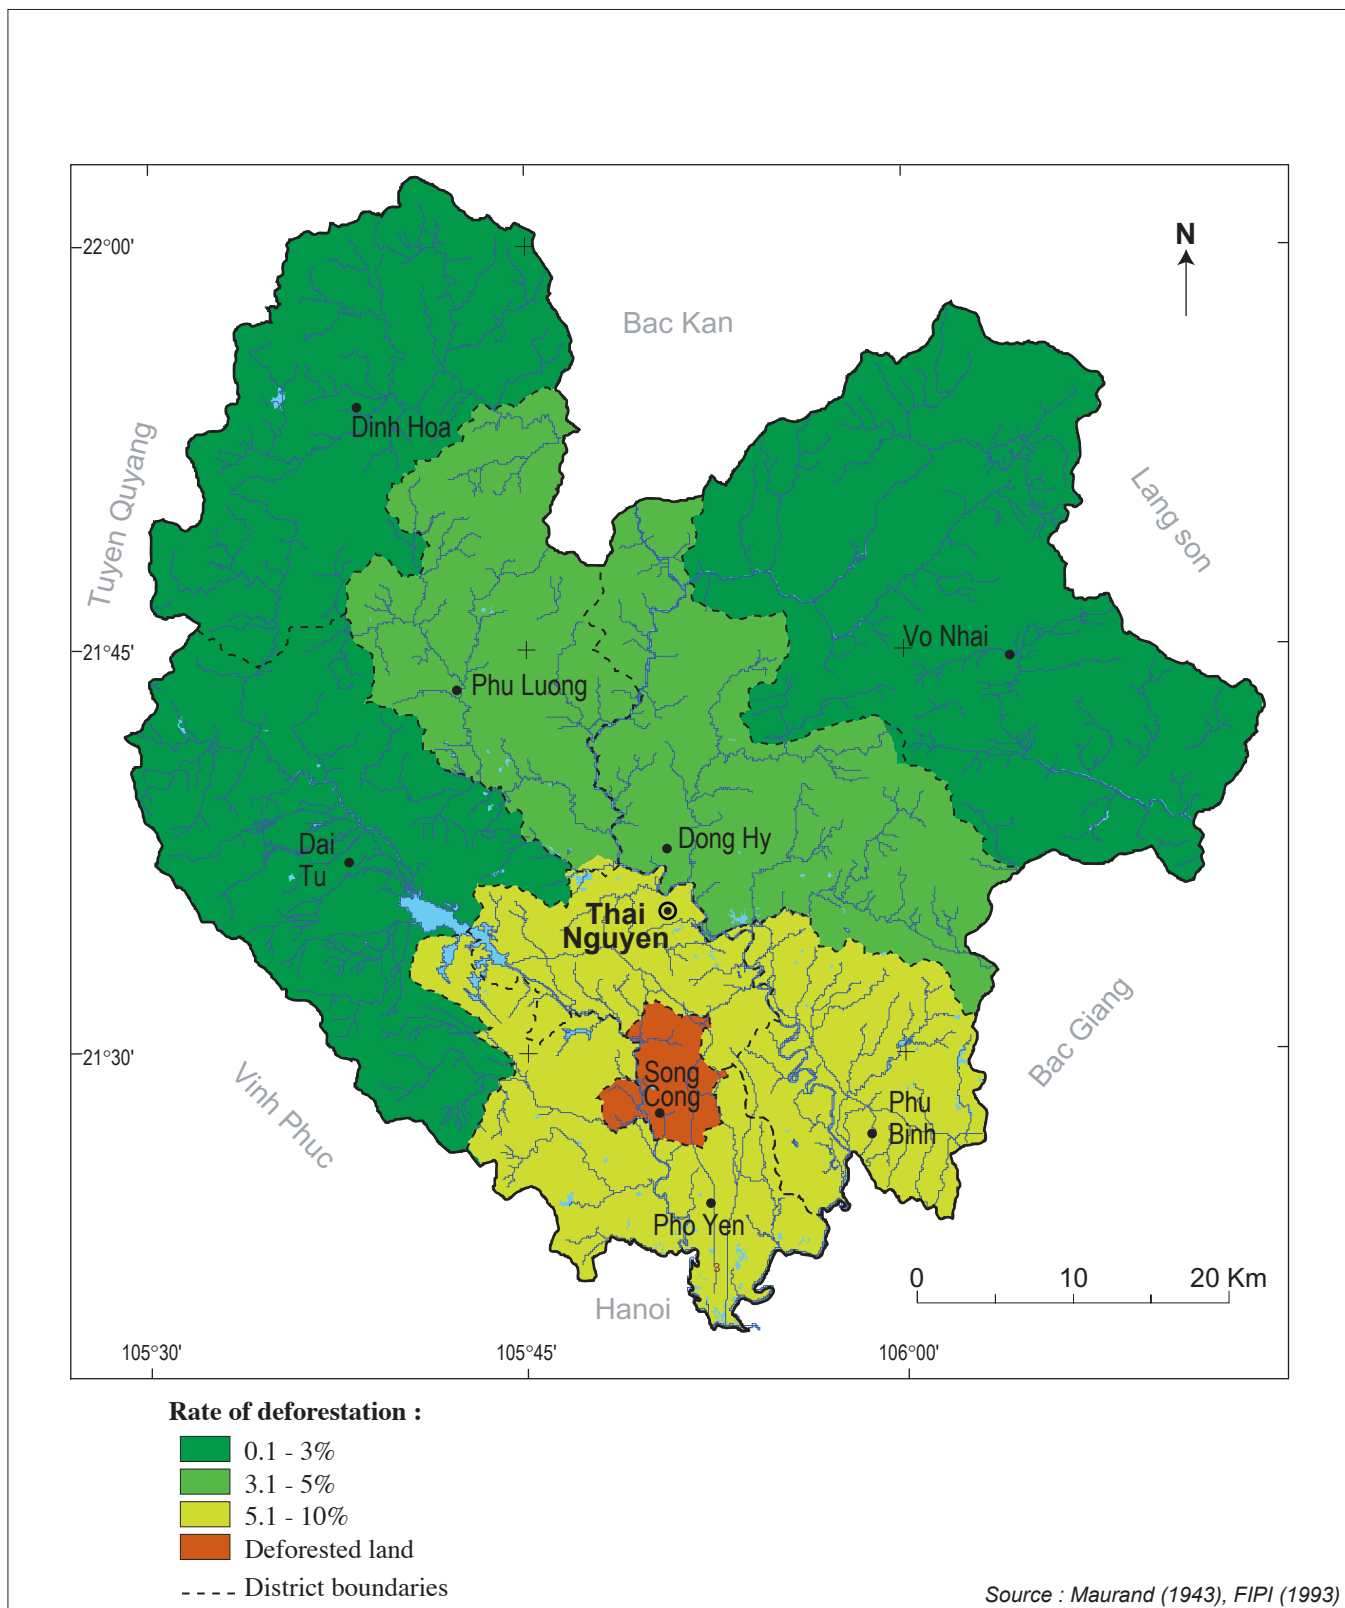 N
22°00'
Bac Kan
Dinh Hoa
Tuyen Quyang
Lang son
Vo Nhai
21°45'
Phu Luong
Dong Hy
Dai
Tu
Thai
Nguyen
Bac Giang
21°30'
Song
Cong
Vinh Phuc
Phu
Binh
Pho Yen
3
0 10 20 Km
Hanoi
105°30' 105°45' 106°00'
Rate of deforestation :
0.1 - 3%
3.1 - 5%
5.1 - 10%
Deforested land
District boundaries
Source : Maurand (1943), FIPI (1993)